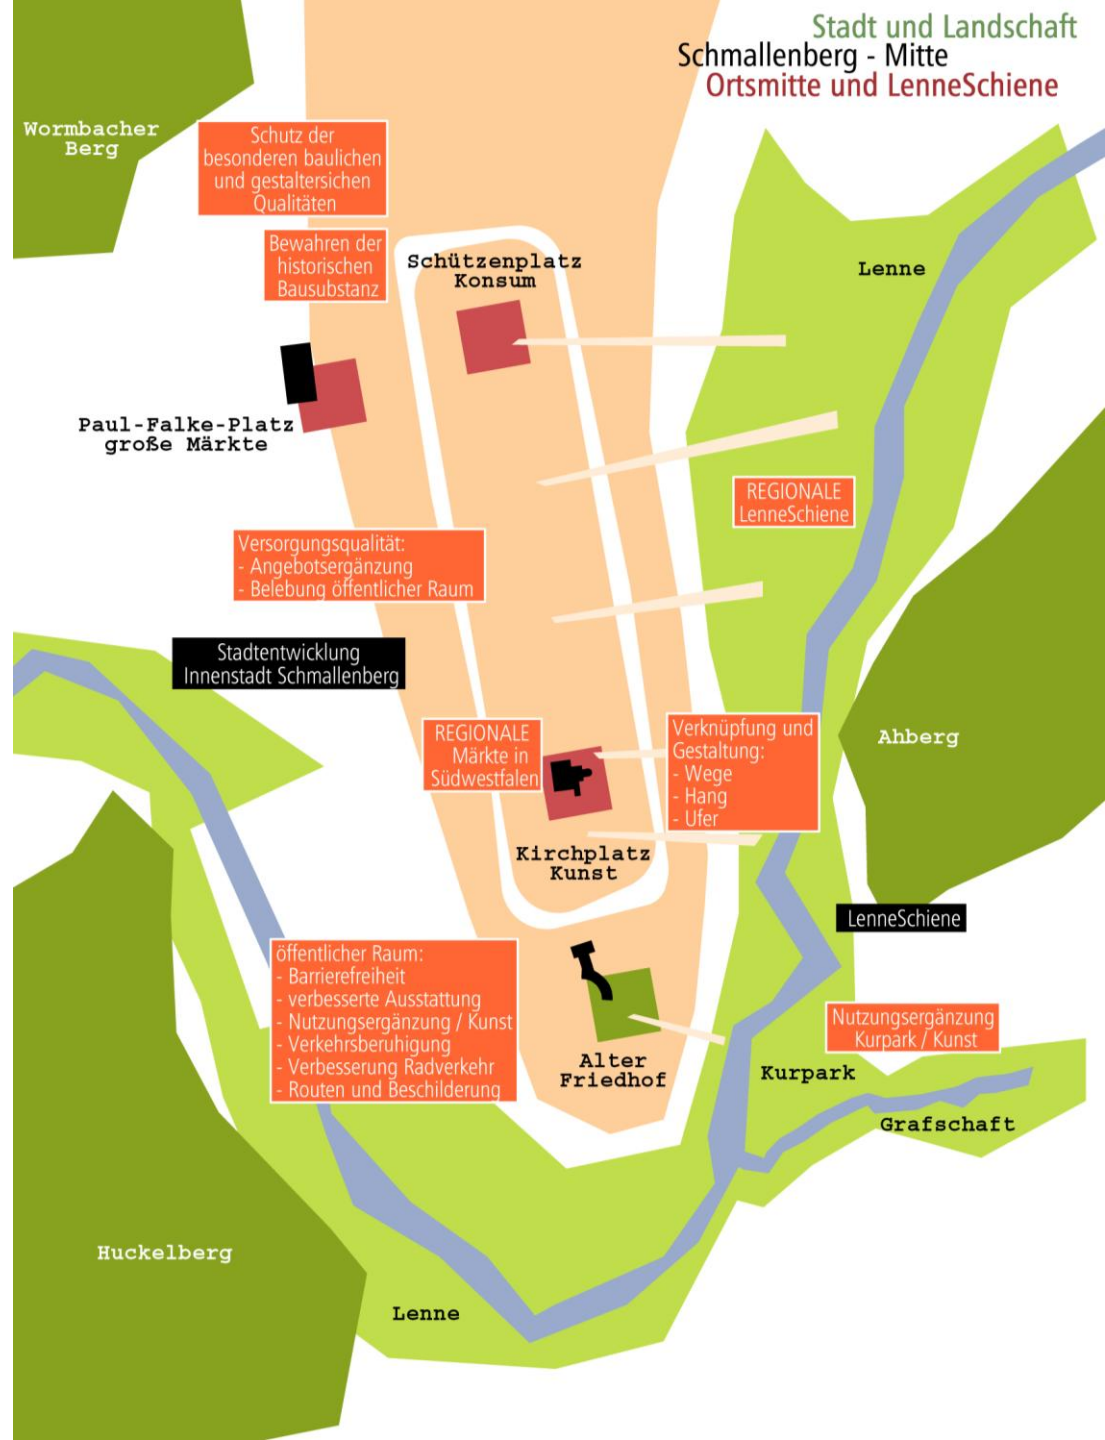 Stadt und Landschaft
Schmallenberg - Mitte
Ortsmitte und LenneSchiene
Wormbacher
Berg
Schutz der
besonderen baulichen
und gestaltersichen
Qualitäten
Bewahren der
historischen
Bausubstanz
Schützenplatz
Konsum
Lenne
Paul-Falke-Platz
große Märkte
REGIONALE
LenneSchiene
Versorgungsqualität:
- Angebotsergänzung
- Belebung öffentlicher Raum
Stadtentwicklung
Innenstadt Schmallenberg
REGIONALE
Märkte in
Südwestfalen
Verknüpfung und
Gestaltung:
- Wege
- Hang
- Ufer
Ahberg
Kirchplatz
Kunst
LenneSchiene
öffentlicher Raum:
- Barrierefreiheit
- verbesserte Ausstattung
- Nutzungsergänzung / Kunst
- Verkehrsberuhigung
- Verbesserung Radverkehr
- Routen und Beschilderung
Nutzungsergänzung
Kurpark / Kunst
Alter
Friedhof
Kurpark
Grafschaft
Huckelberg
Lenne